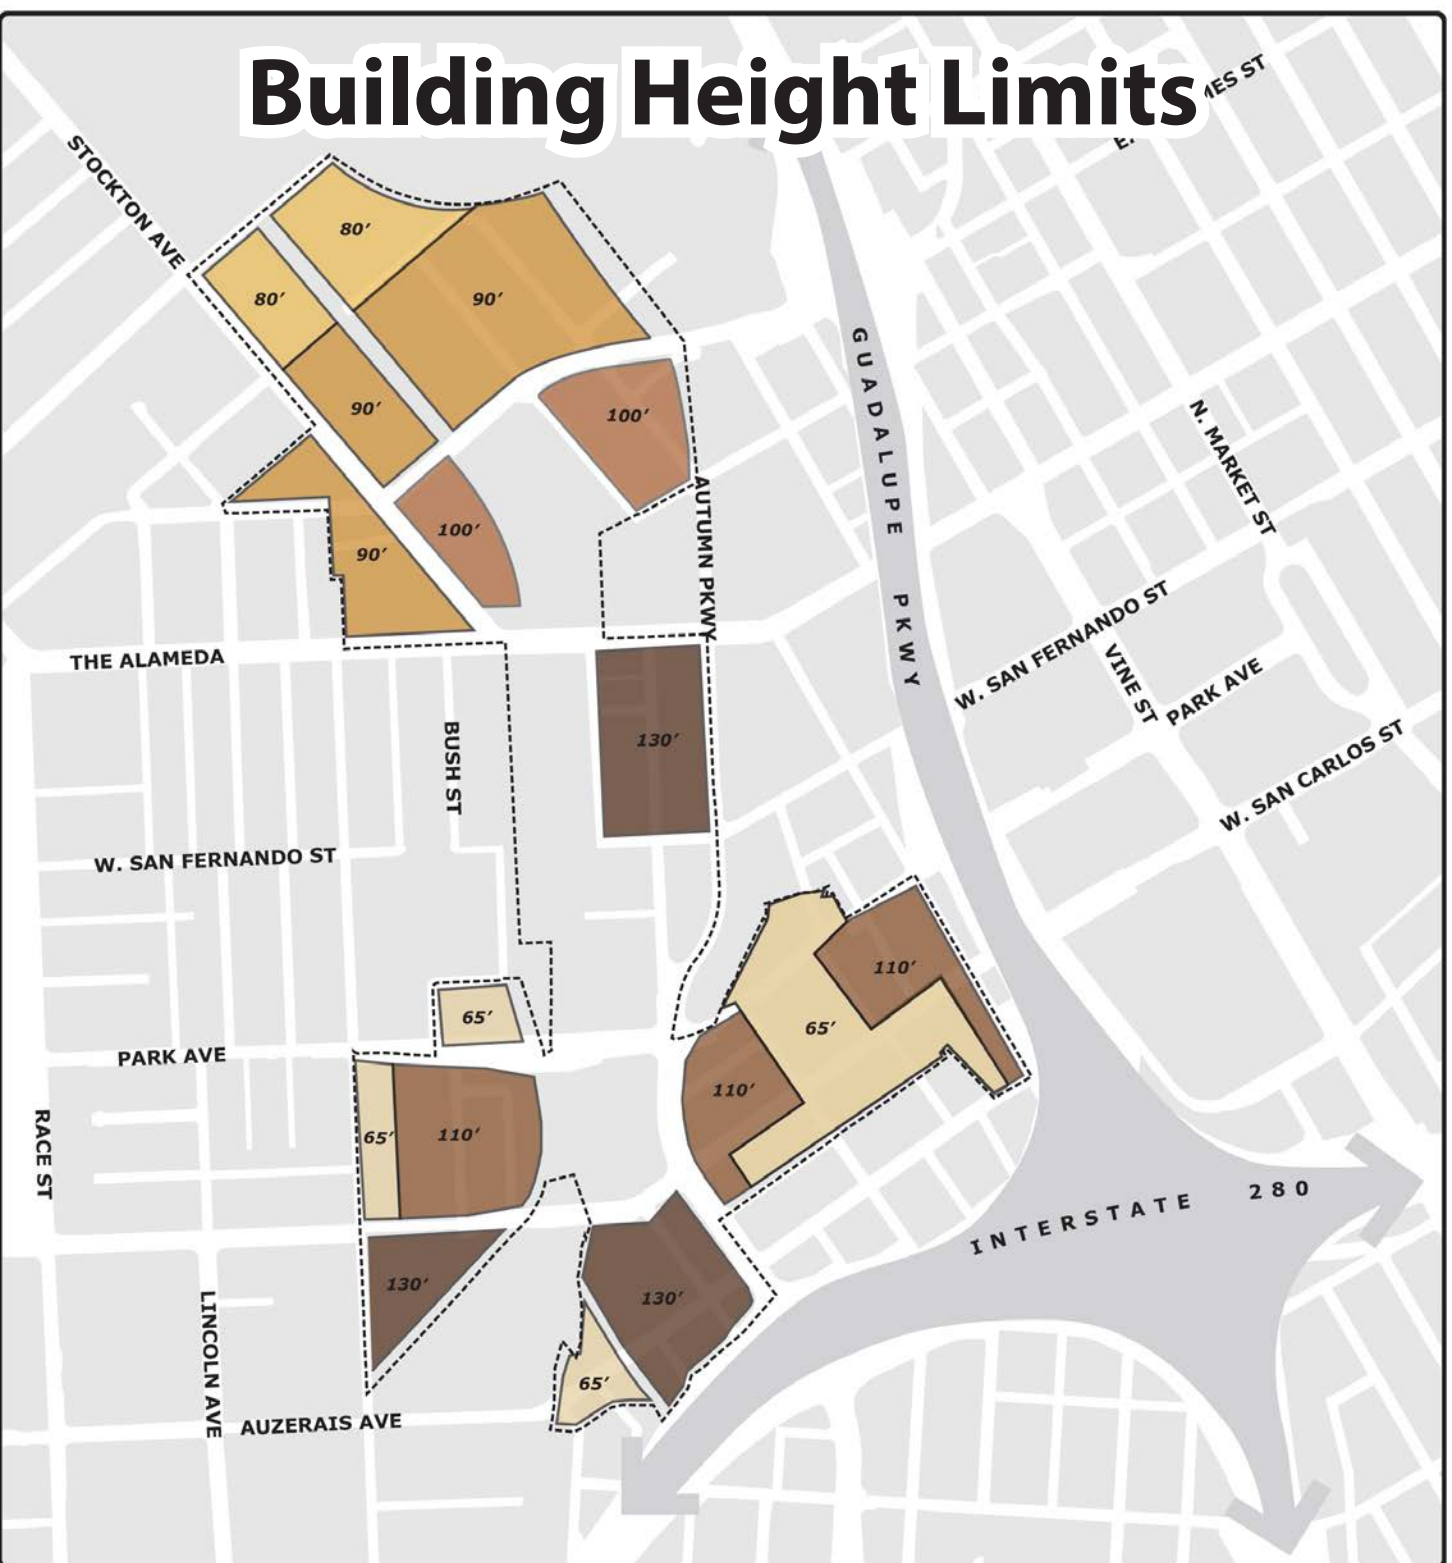 Building Height Limits
STOCKTON AVE
80′
80′
90′
90′
100′
100′
90′
AUTUMN PKWY
GUADALUPE PKWY
N. MARKET ST
W. SAN FERNANDO ST
VINE ST
PARK AVE
W. SAN CARLOS ST
THE ALAMEDA
BUSH ST
130′
W. SAN FERNANDO ST
110′
65′
65′
PARK AVE
110′
RACE ST
65′
110′
INTERSTATE 280
130′
130′
LINCOLN AVE
65′
AUZERAIS AVE